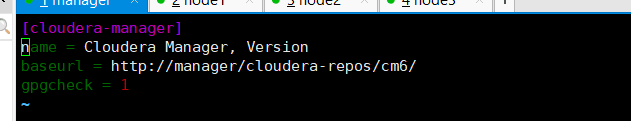 1 manager 2 node1 3 node2 4 node3
[cloudera-manager]
name = Cloudera Manager, Version
baseurl = http://manager/cloudera-repos/cm6/
gpgcheck = 1
~